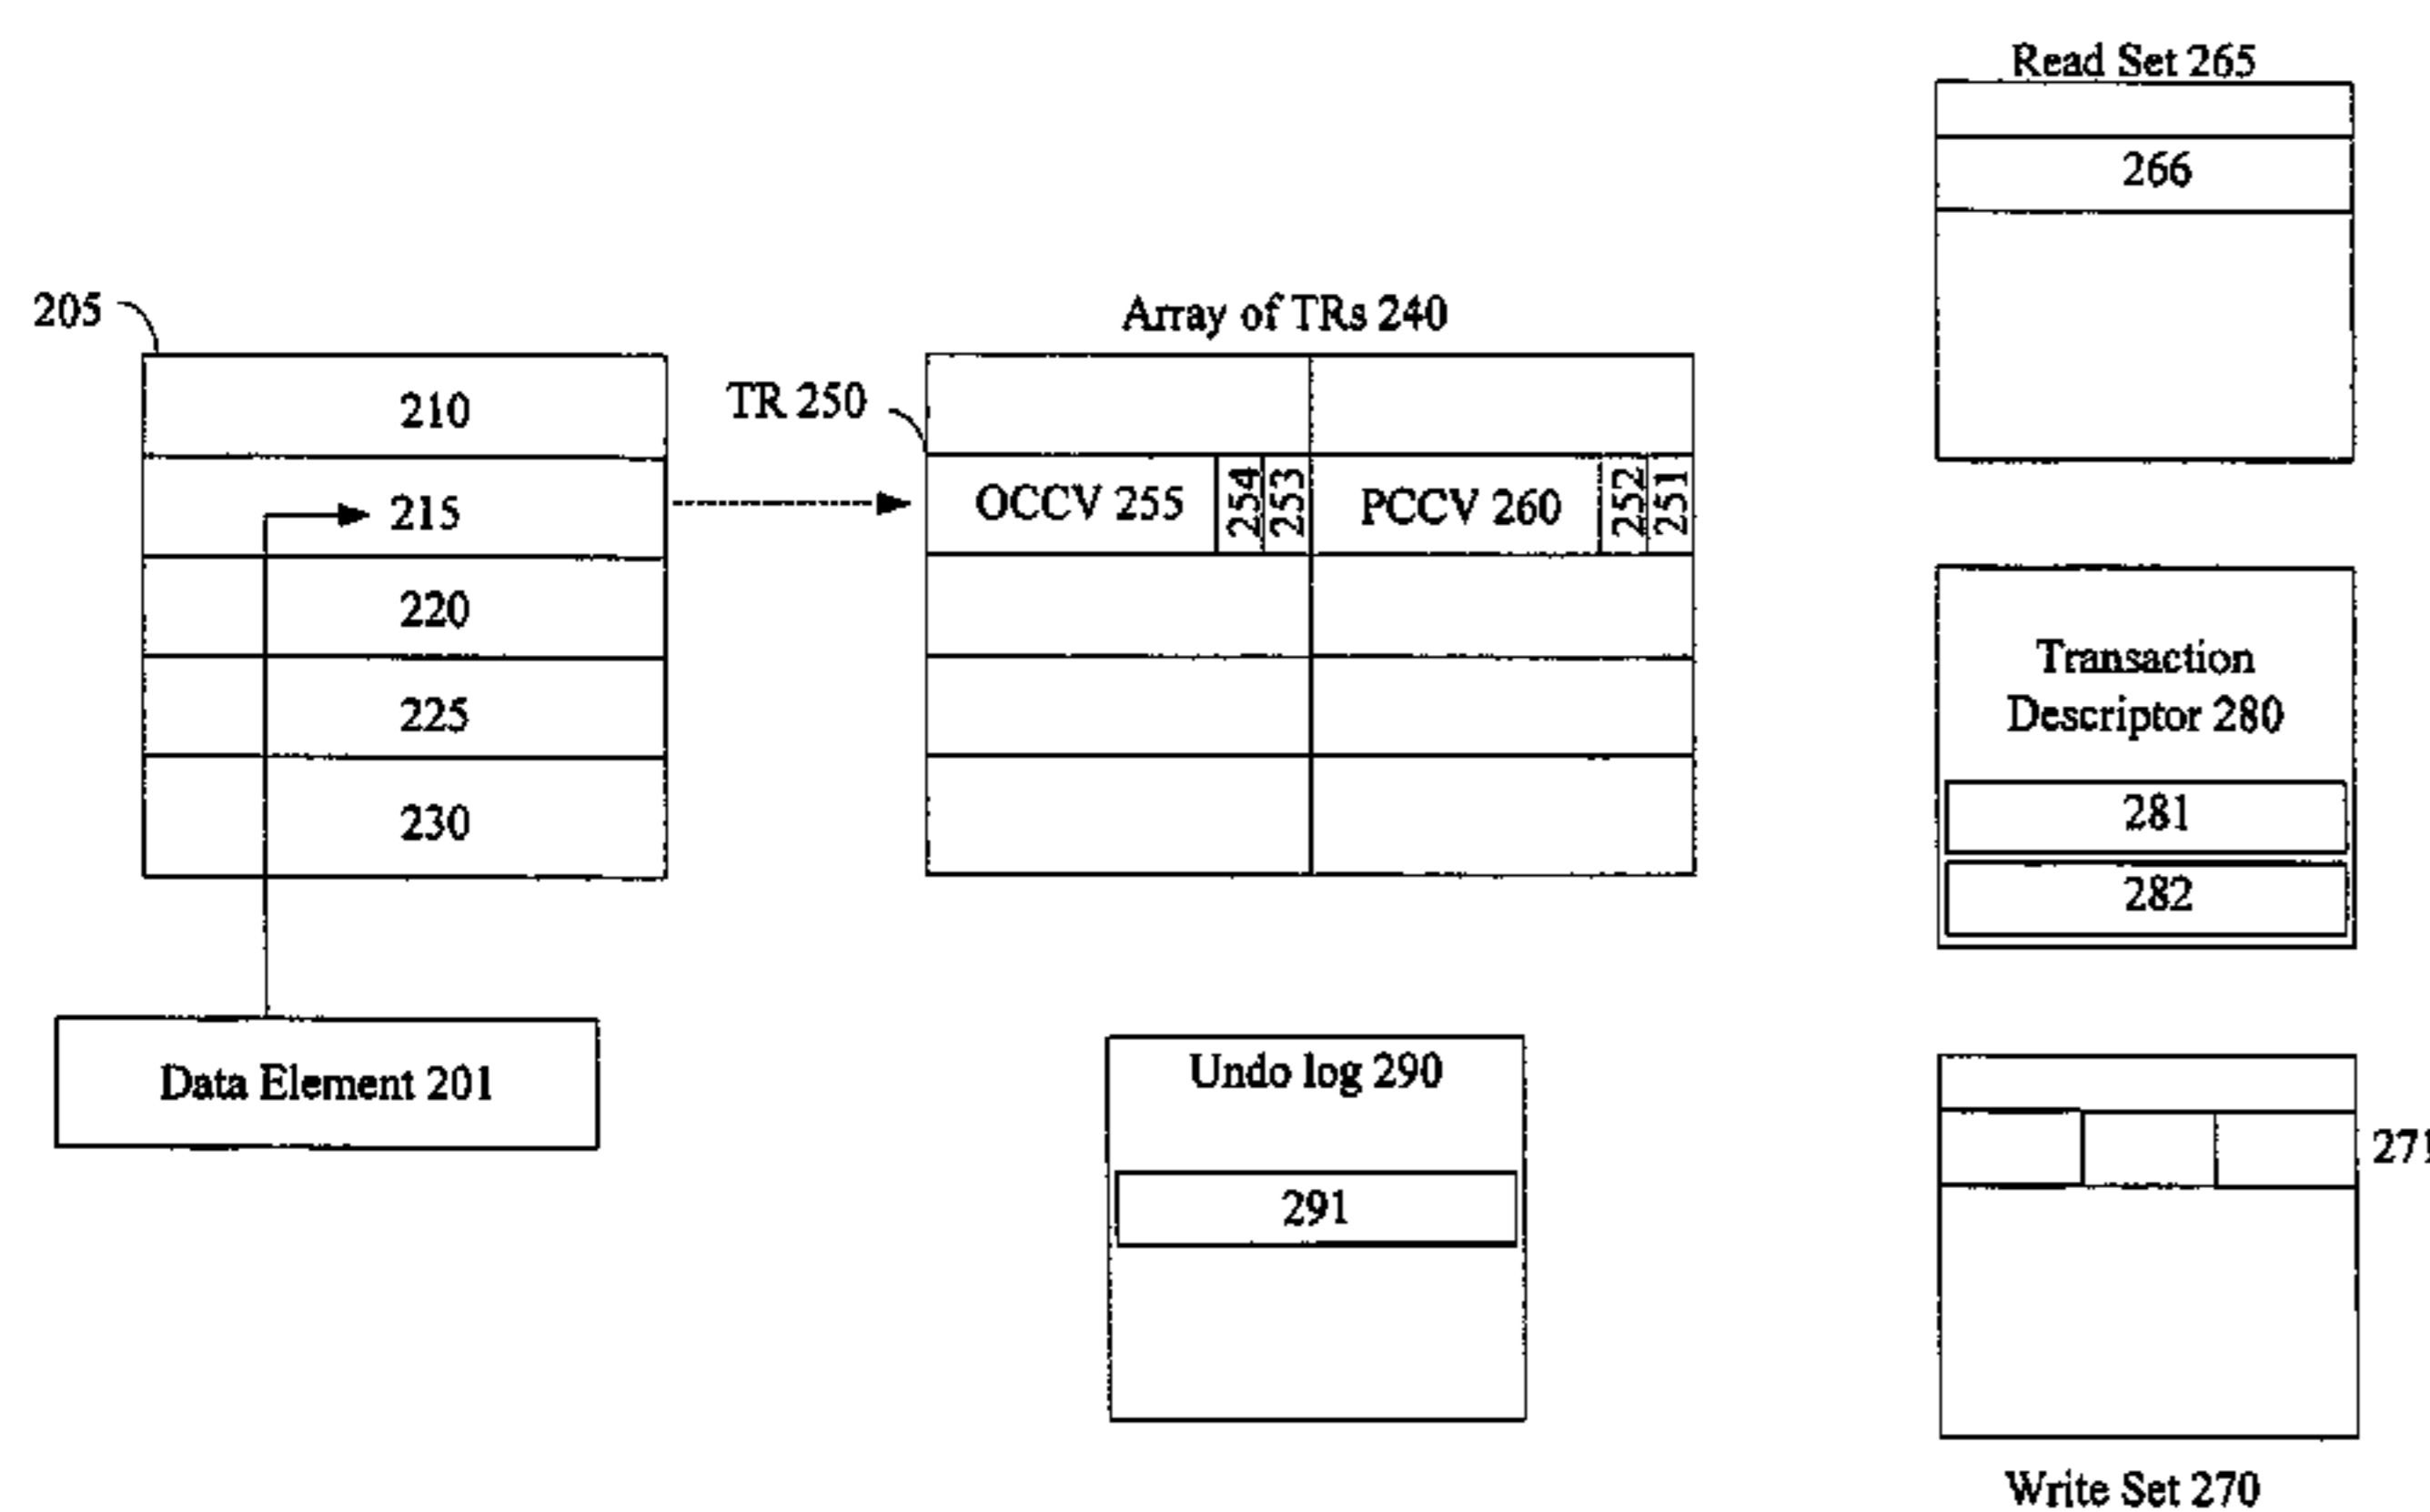 Read Set 265
266
205
Array of TRs 240
210
TR 250
215
OCCV 255
254
253
PCCV 260
252
251
220
225
230
Transaction
Descriptor 280
281
282
Data Element 201
Undo log 290
291
271
Write Set 270